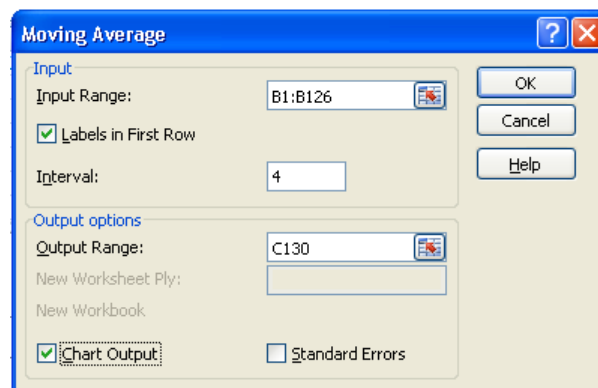 Moving Average
Input
Input Range: B1:B126
Labels in First Row
Interval: 4
OK
Cancel
Help
Output options
Output Range: C130
New Worksheet Ply:
New Workbook
Chart Output Standard Errors